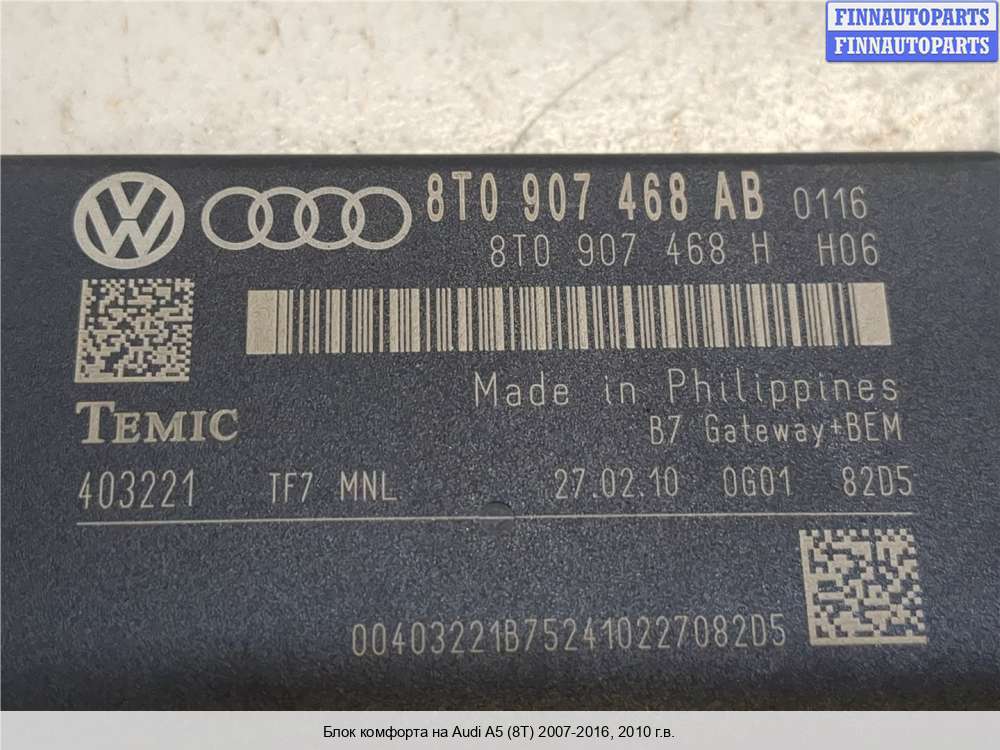 FINNAUTOPARTS
FINNAUTOPARTS
8T0 907 468 AB 0116
8T0 907 468 H H06
Made in Philippines
TEMIC
B7 Gateway+BEM
403221 TF7 MNL 27.02.10 0G01 82D5
00403221B752410227082D5
Блок комфорта на Audi A5 (8T) 2007-2016, 2010 г.в.